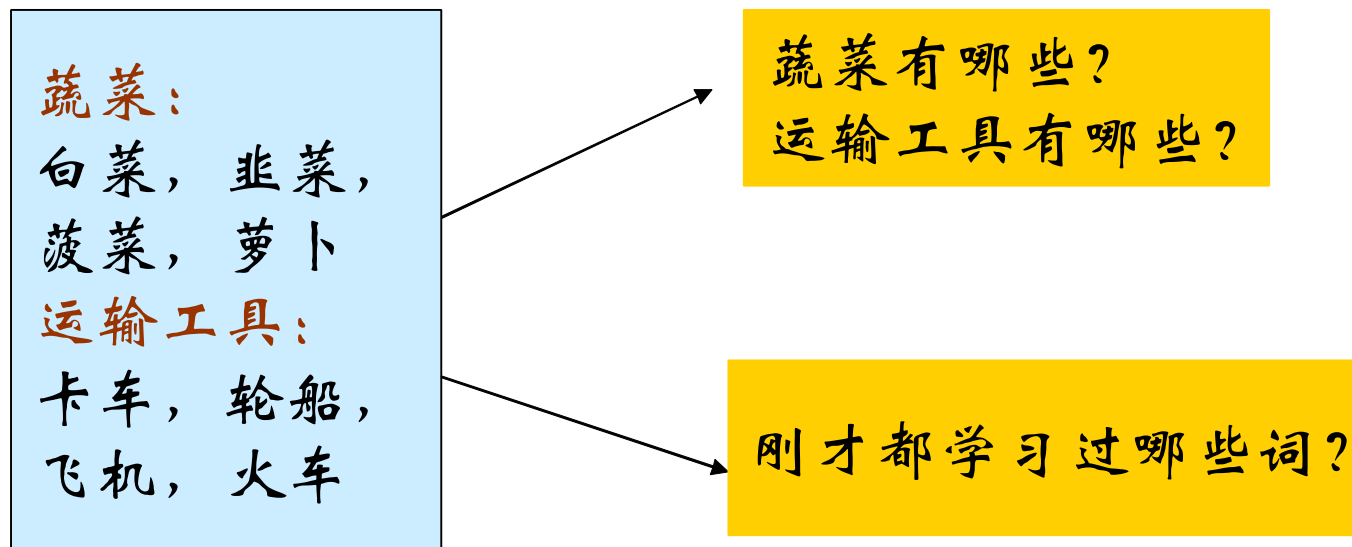 蔬菜：
白菜，韭菜，
菠菜，萝卜
运输工具：
卡车，轮船，
飞机，火车
蔬菜有哪些？
运输工具有哪些？
刚才都学习过哪些词？